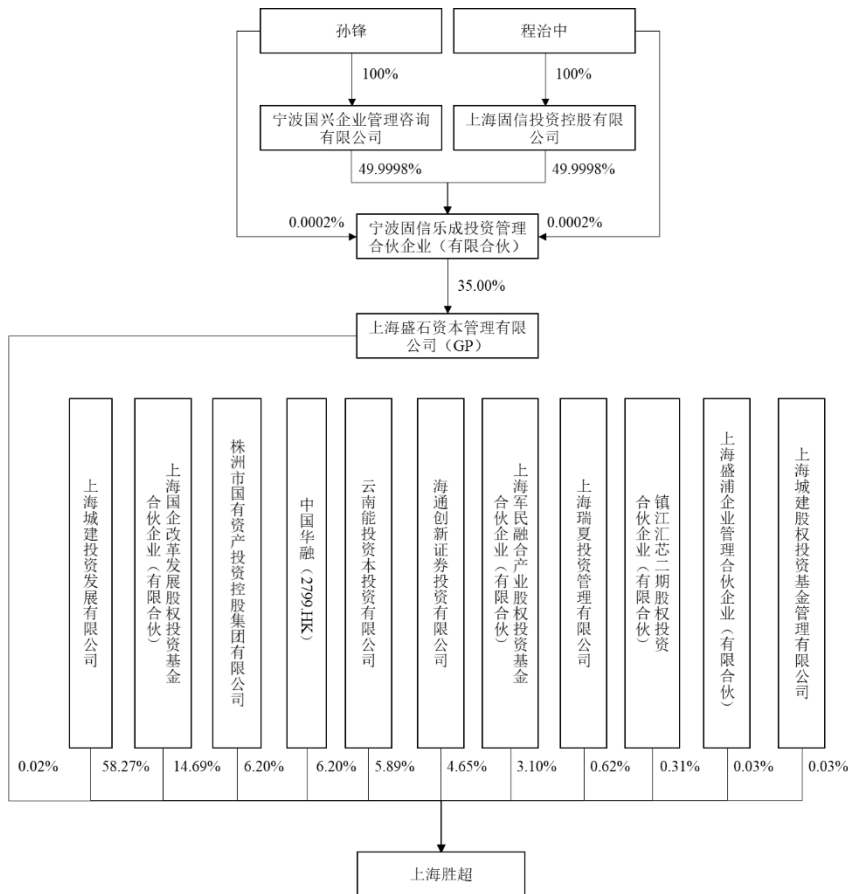 孙锋
程治中
100%
100%
宁波国兴企业管理咨询
有限公司
上海固信投资控股有限
公司
49.9998%
49.9998%
0.0002%
宁波固信乐成投资管理
合伙企业（有限合伙）
0.0002%
35.00%
上海盛石资本管理有限
公司（GP）
上海城建投资发展有限公司
上海国企改革发展股权投资基金
合伙企业（有限合伙）
株洲市国有资产投资控股集团有限公司
中国华融（2799.HK）
云南能投资本投资有限公司
海通创新证券投资有限公司
上海军民融合产业股权投资基金
合伙企业（有限合伙）
上海瑞夏投资管理有限公司
镇江汇芯二期股权投资
合伙企业（有限合伙）
上海盛浦企业管理合伙企业（有限合伙）
上海城建股权投资基金管理有限公司
0.02%
58.27%
14.69%
6.20%
6.20%
5.89%
4.65%
3.10%
0.62%
0.31%
0.03%
0.03%
上海胜超